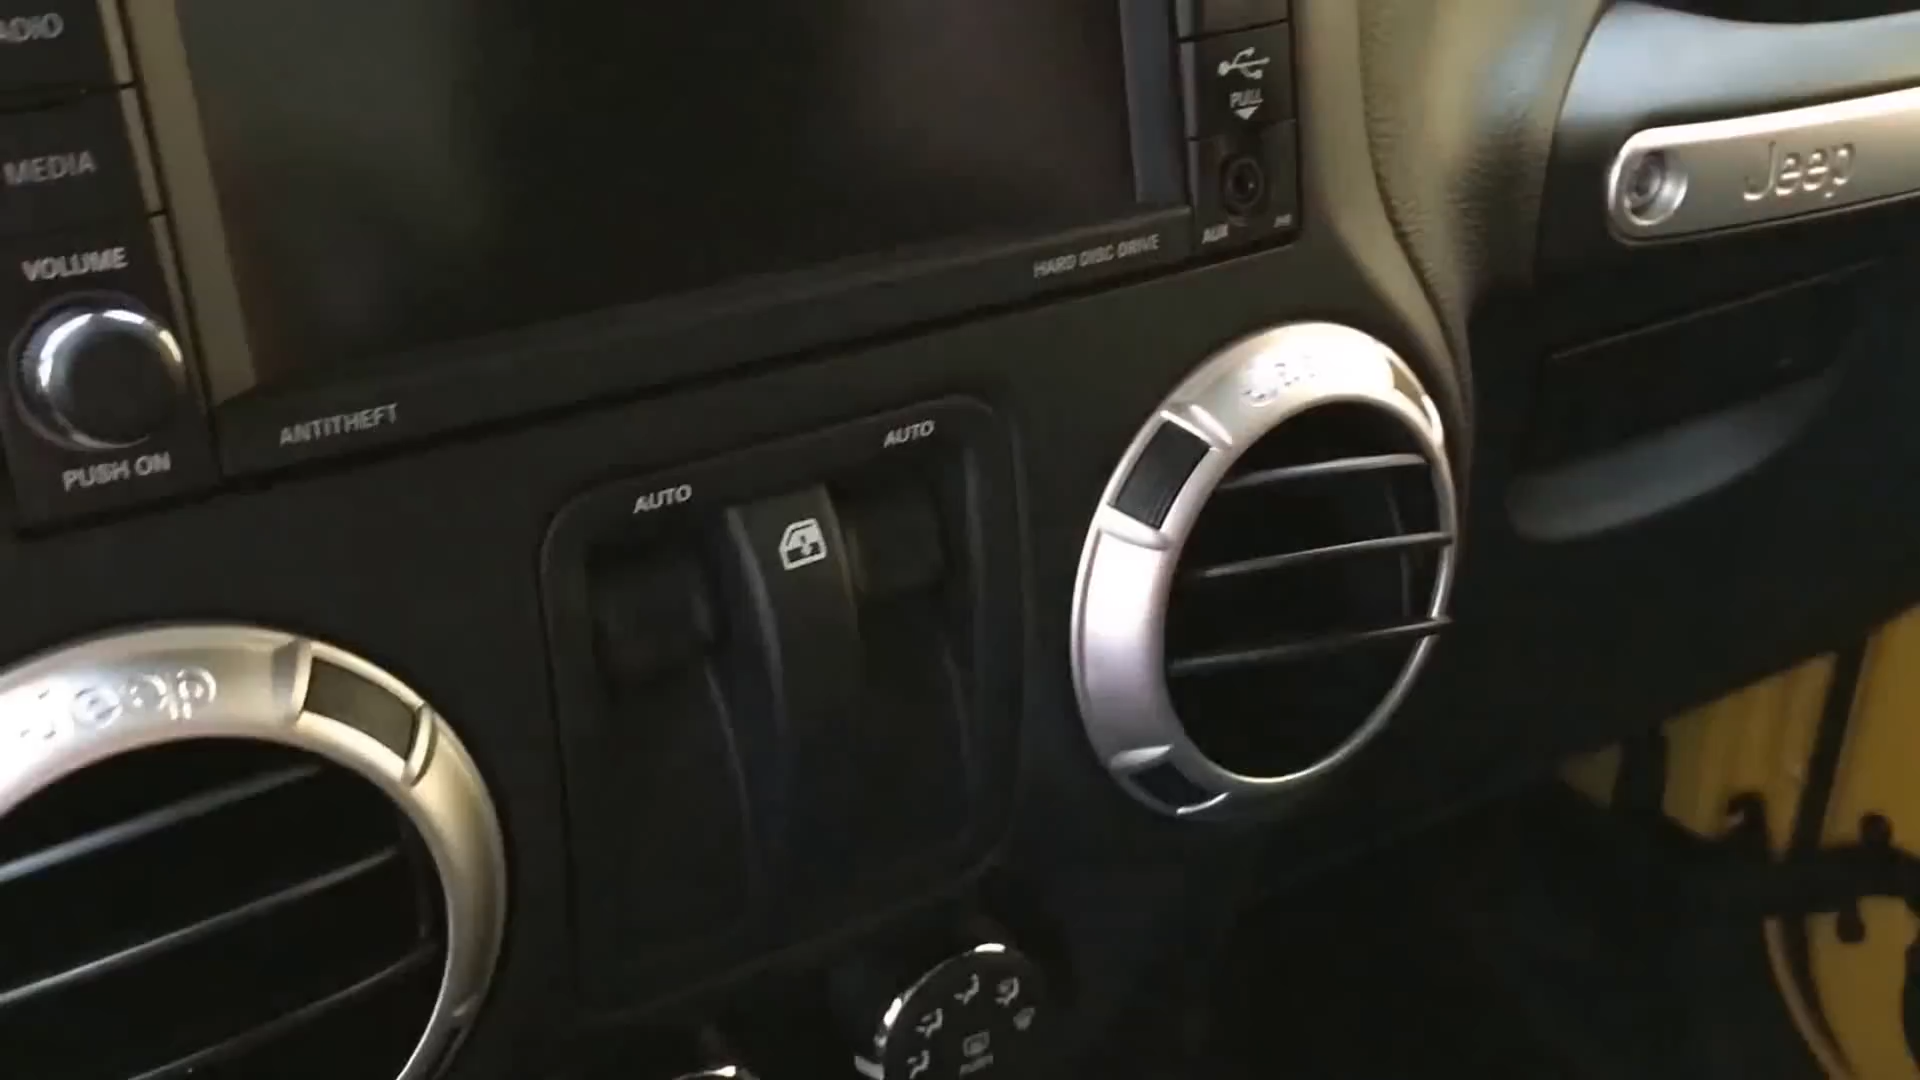 MEDIA
VOLUME
PUSH ON
ANTITHEFT
HARD DISC DRIVE
PULL
AUX
Jeep
AUTO
AUTO
Jeep